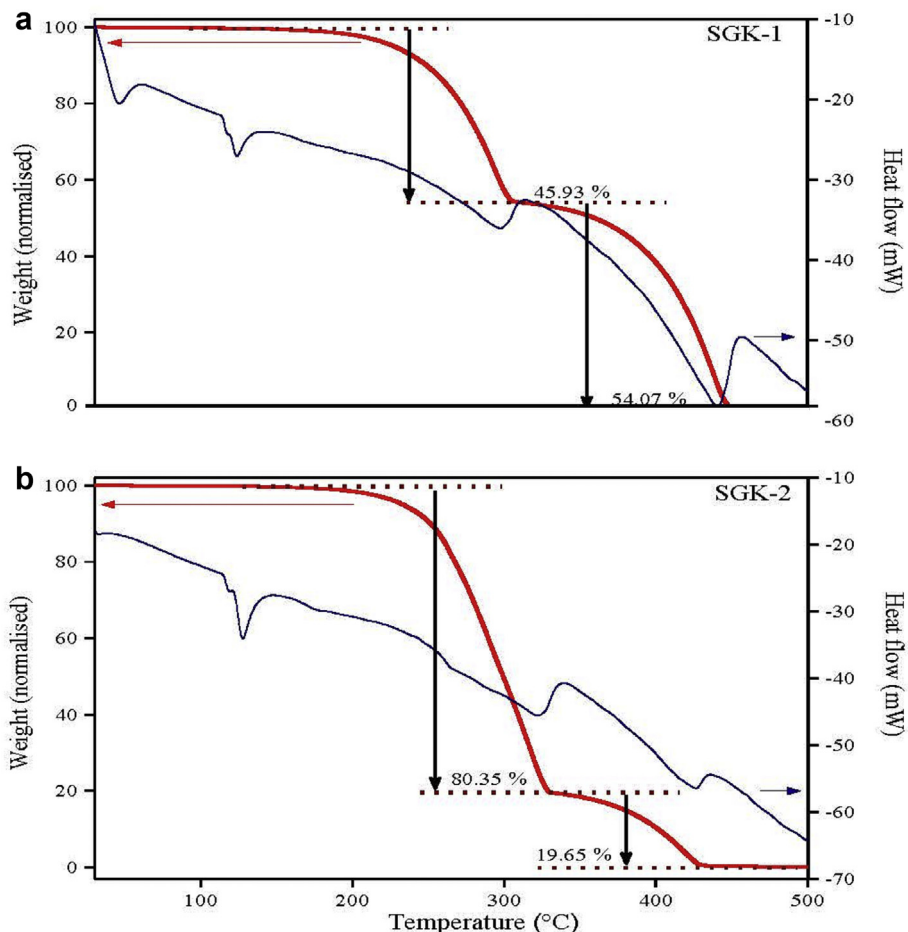 a
SGK-1
100
80
60
40
20
0
Weight (normalised)
45.93 %
54.07 %
-10
-20
-30
-40
-50
-60
Heat flow (mW)
b
SGK-2
100
80
60
40
20
0
Weight (normalised)
80.35 %
19.65 %
-10
-20
-30
-40
-50
-60
-70
Heat flow (mW)
100 200 300 400 500
Temperature (°C)